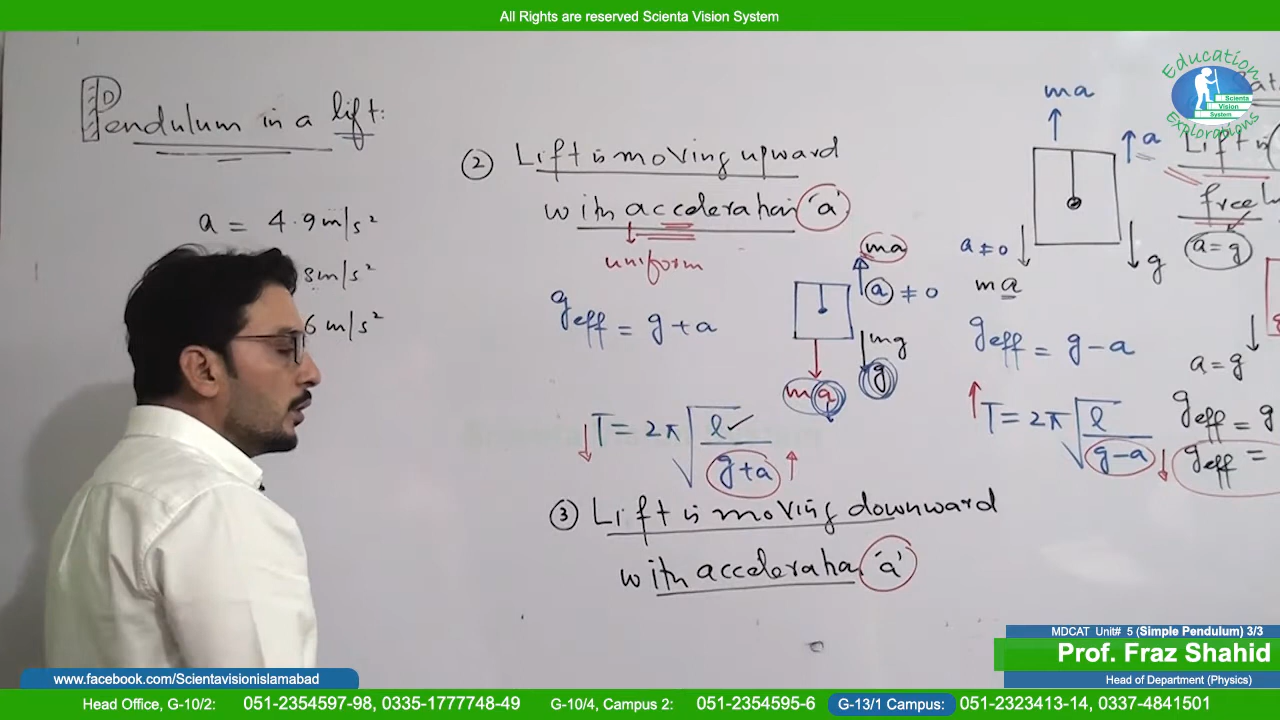 All Rights are reserved Scienta Vision System
Pendulum in a lift:
a = 4.9 m/s²
8m/s²
6 m/s²
② Lift is moving upward
with acceleration 'a'
uniform
geff = g + a
ma
a ≠ 0
mg
g
ma
T = 2π √(l / (g+a))
③ Lift is moving downward
with acceleration 'a'
ma
a
a ≠ 0
ma
g
geff = g - a
T = 2π √(l / (g-a))
Lift is
free
a = g
a = g
geff = g
geff =
Education
Scienta
Vision
System
Explorations
MDCAT Unit# 5 (Simple Pendulum) 3/3
Prof. Fraz Shahid
Head of Department (Physics)
www.facebook.com/Scientavisionislamabad
Head Office, G-10/2: 051-2354597-98, 0335-1777748-49 G-10/4, Campus 2: 051-2354595-6 G-13/1 Campus: 051-2323413-14, 0337-4841501